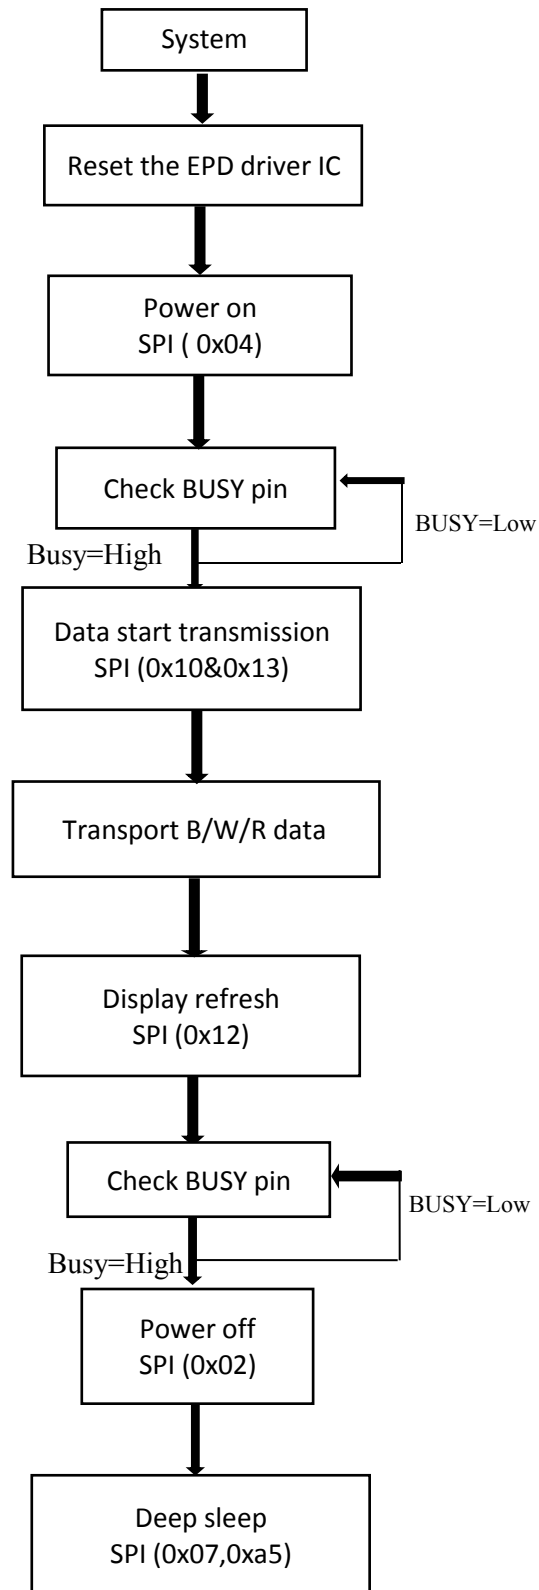 System
Reset the EPD driver IC
Power on
SPI ( 0x04)
Check BUSY pin
BUSY=Low
Busy=High
Data start transmission
SPI (0x10&0x13)
Transport B/W/R data
Display refresh
SPI (0x12)
Check BUSY pin
BUSY=Low
Busy=High
Power off
SPI (0x02)
Deep sleep
SPI (0x07,0xa5)